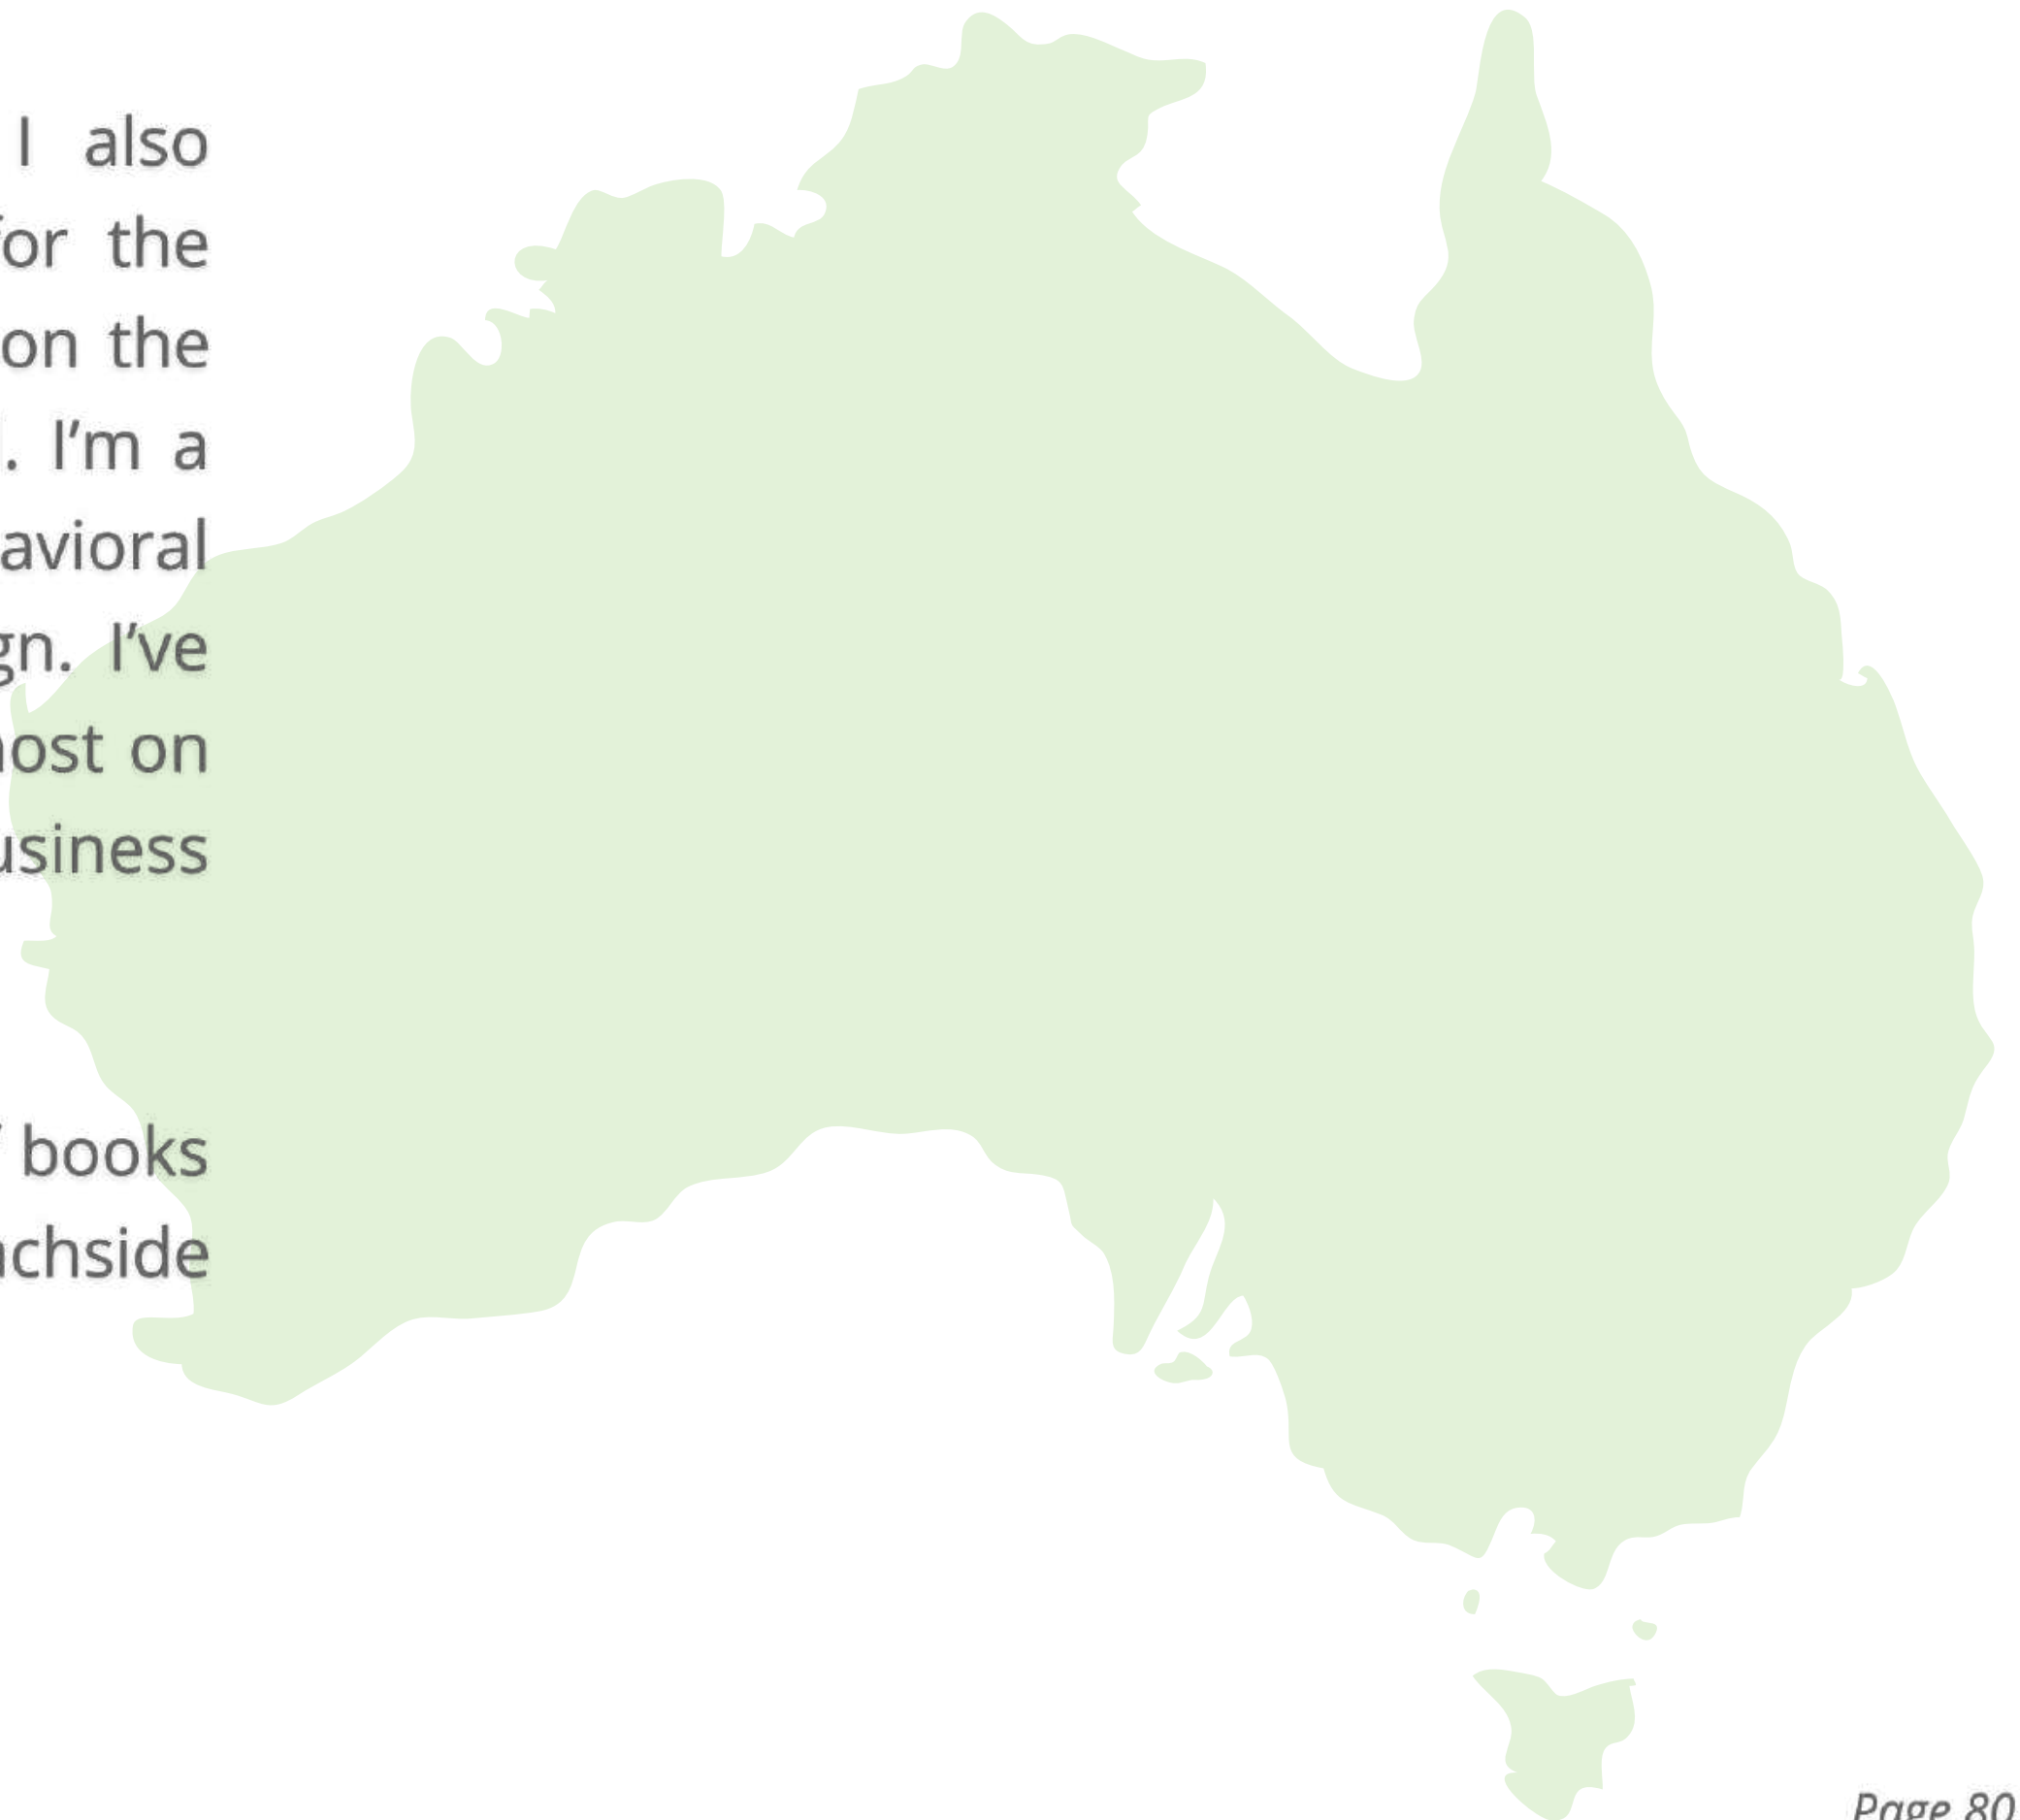 I also
for the
on the
. I’m a
avioral
gn. I’ve
ost on
usiness
books
chside
Page 80